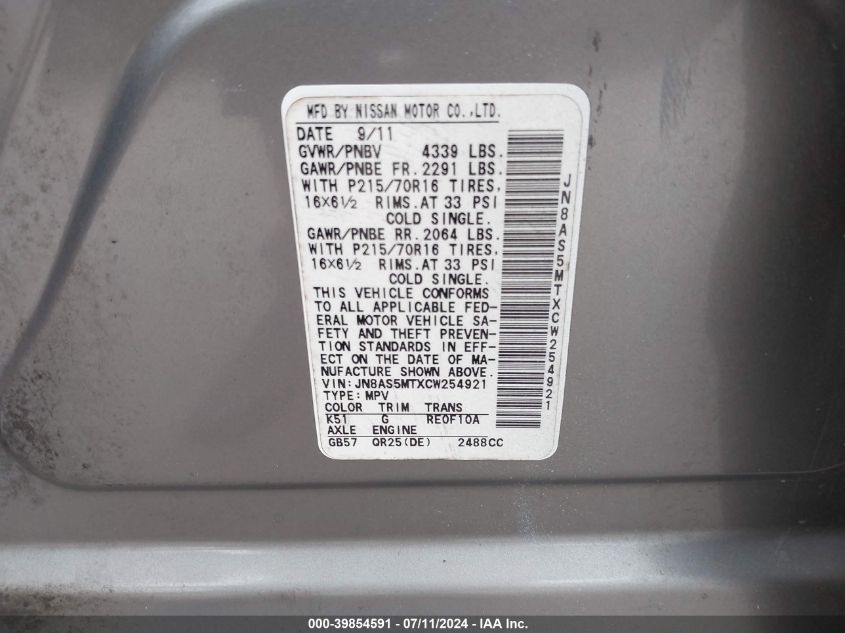 MFD BY NISSAN MOTOR CO.,LTD.
DATE 9/11
GVWR/PNBV 4339 LBS.
GAWR/PNBE FR. 2291 LBS.
WITH P215/70R16 TIRES,
16X6½ RIMS. AT 33 PSI
COLD SINGLE.
GAWR/PNBE RR. 2064 LBS.
WITH P215/70R16 TIRES,
16X6½ RIMS. AT 33 PSI
COLD SINGLE.
THIS VEHICLE CONFORMS
TO ALL APPLICABLE FED-
ERAL MOTOR VEHICLE SA-
FETY AND THEFT PREVEN-
TION STANDARDS IN EFF-
ECT ON THE DATE OF MA-
NUFACTURE SHOWN ABOVE.
VIN:JN8AS5MTXCW254921
TYPE:MPV
COLOR TRIM TRANS
K51 G RE0F10A
AXLE ENGINE
GB57 QR25(DE) 2488CC
JN8AS5MTXCW254921
000-39854591 - 07/11/2024 - IAA Inc.